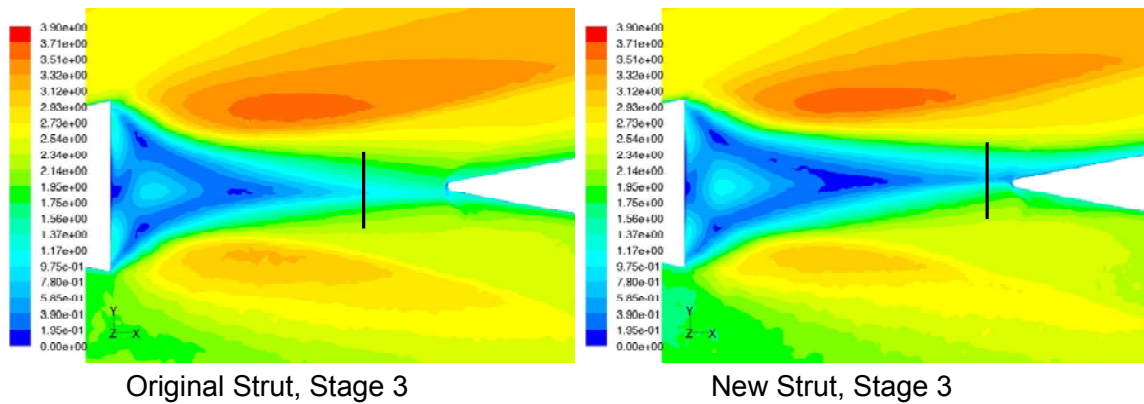 3.90e+00
3.71e+00
3.51e+00
3.32e+00
3.12e+00
2.93e+00
2.73e+00
2.54e+00
2.34e+00
2.14e+00
1.95e+00
1.76e+00
1.56e+00
1.37e+00
1.17e+00
9.75e-01
7.80e-01
5.85e-01
3.90e-01
1.95e-01
0.00e+00
Y
Z X
Original Strut, Stage 3
3.90e+00
3.71e+00
3.51e+00
3.32e+00
3.12e+00
2.93e+00
2.73e+00
2.54e+00
2.34e+00
2.14e+00
1.95e+00
1.76e+00
1.56e+00
1.37e+00
1.17e+00
9.75e-01
7.80e-01
5.85e-01
3.90e-01
1.95e-01
0.00e+00
Y
Z X
New Strut, Stage 3